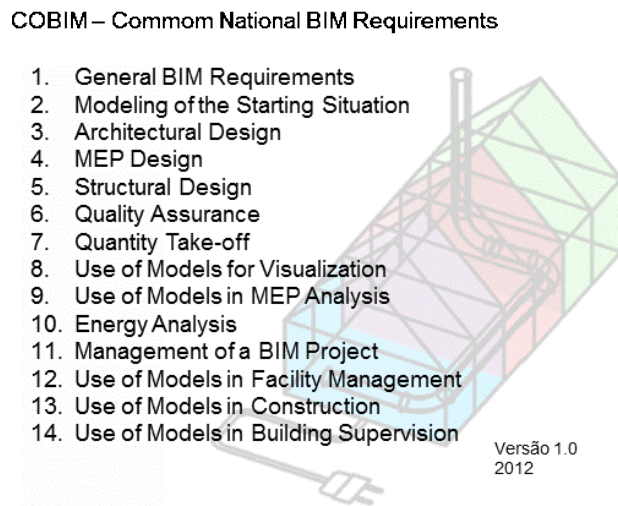 COBIM – Commom National BIM Requirements
1. General BIM Requirements
2. Modeling of the Starting Situation
3. Architectural Design
4. MEP Design
5. Structural Design
6. Quality Assurance
7. Quantity Take-off
8. Use of Models for Visualization
9. Use of Models in MEP Analysis
10. Energy Analysis
11. Management of a BIM Project
12. Use of Models in Facility Management
13. Use of Models in Construction
14. Use of Models in Building Supervision
Versão 1.0
2012